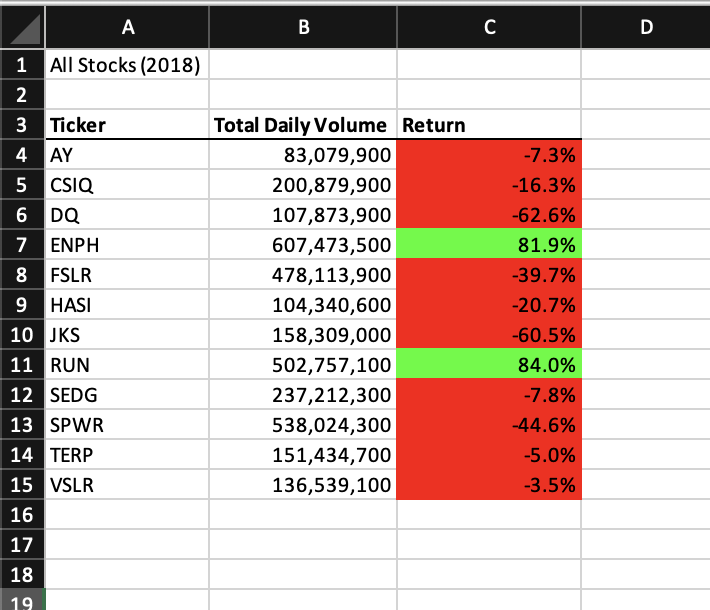 A B C D
1 All Stocks (2018)
2
3 Ticker Total Daily Volume Return
4 AY 83,079,900 -7.3%
5 CSIQ 200,879,900 -16.3%
6 DQ 107,873,900 -62.6%
7 ENPH 607,473,500 81.9%
8 FSLR 478,113,900 -39.7%
9 HASI 104,340,600 -20.7%
10 JKS 158,309,000 -60.5%
11 RUN 502,757,100 84.0%
12 SEDG 237,212,300 -7.8%
13 SPWR 538,024,300 -44.6%
14 TERP 151,434,700 -5.0%
15 VSLR 136,539,100 -3.5%
16
17
18
19